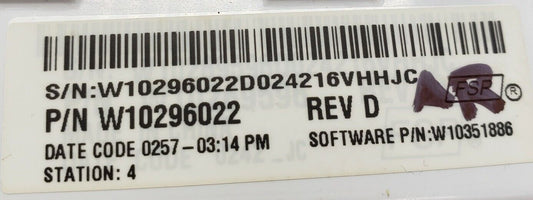 S/N:W10296022D024216VHHJC
P/N W10296022 REV D FSP ®
DATE CODE 0257-03:14 PM SOFTWARE P/N:W10351886
STATION: 4